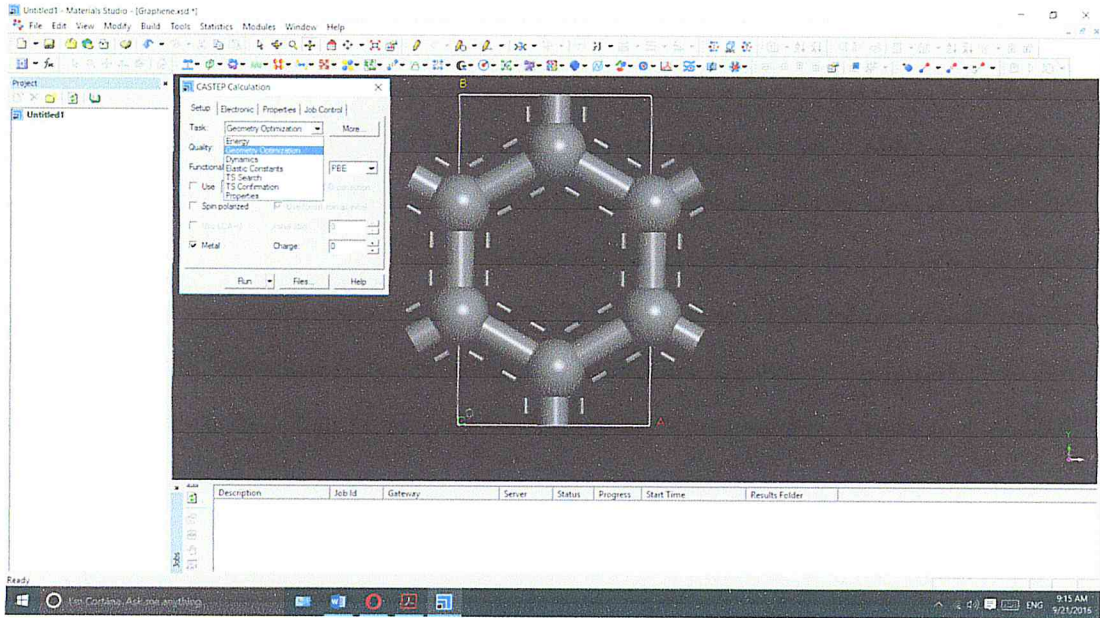 Untitled1 - Materials Studio - [Graphene.xsd *]
File Edit View Modify Build Tools Statistics Modules Window Help
Project
Untitled1
CASTEP Calculation
Setup Electronic Properties Job Control
Task: Geometry Optimization More...
Energy
Quality: Geometry Optimization
Dynamics
Functional Elastic Constants PBE
TS Search
Use TS Confirmation
Properties
Spin polarized
Metal Charge: 0
Run Files... Help
B
O
A
Y
Description Job Id Gateway Server Status Progress Start Time Results Folder
Jobs
Ready
I'm Cortana. Ask me anything.
ENG 9:15 AM
9/21/2016